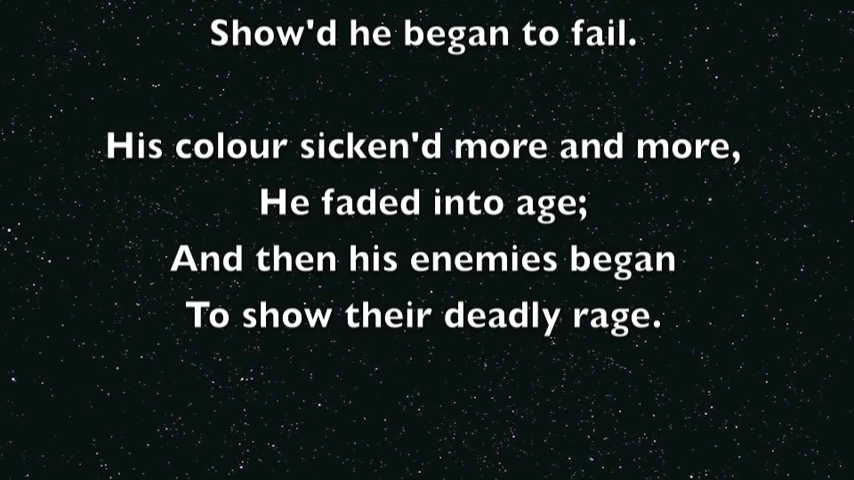 Show'd he began to fail.
His colour sicken'd more and more,
He faded into age;
And then his enemies began
To show their deadly rage.